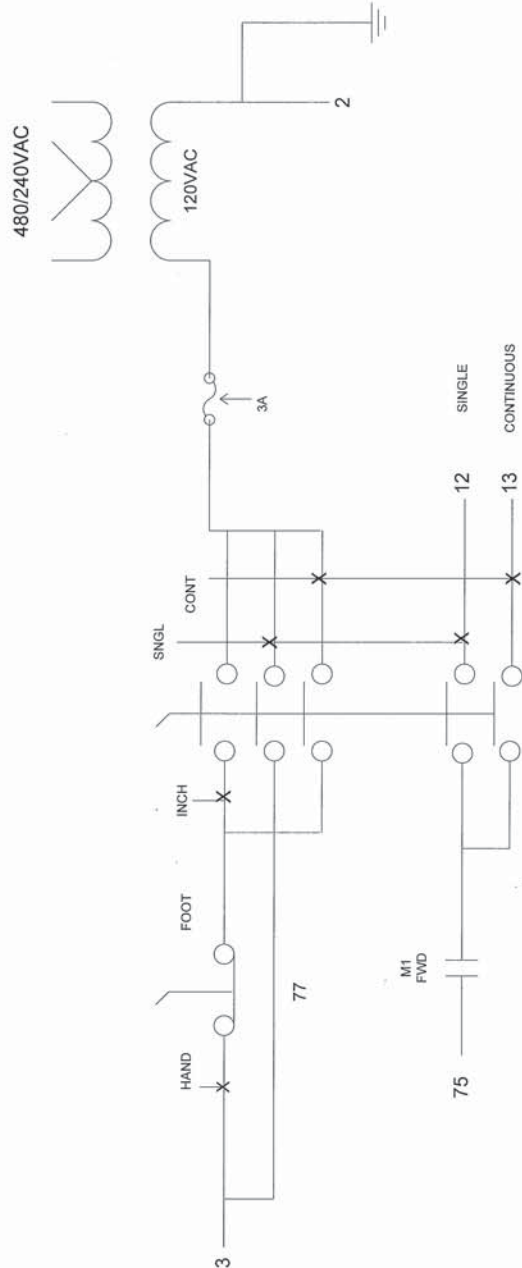 480/240VAC
120VAC
2
3A
SINGLE
12
CONTINUOUS
13
CONT
SNGL
INCH
FOOT
HAND
77
3
M1
FWD
75